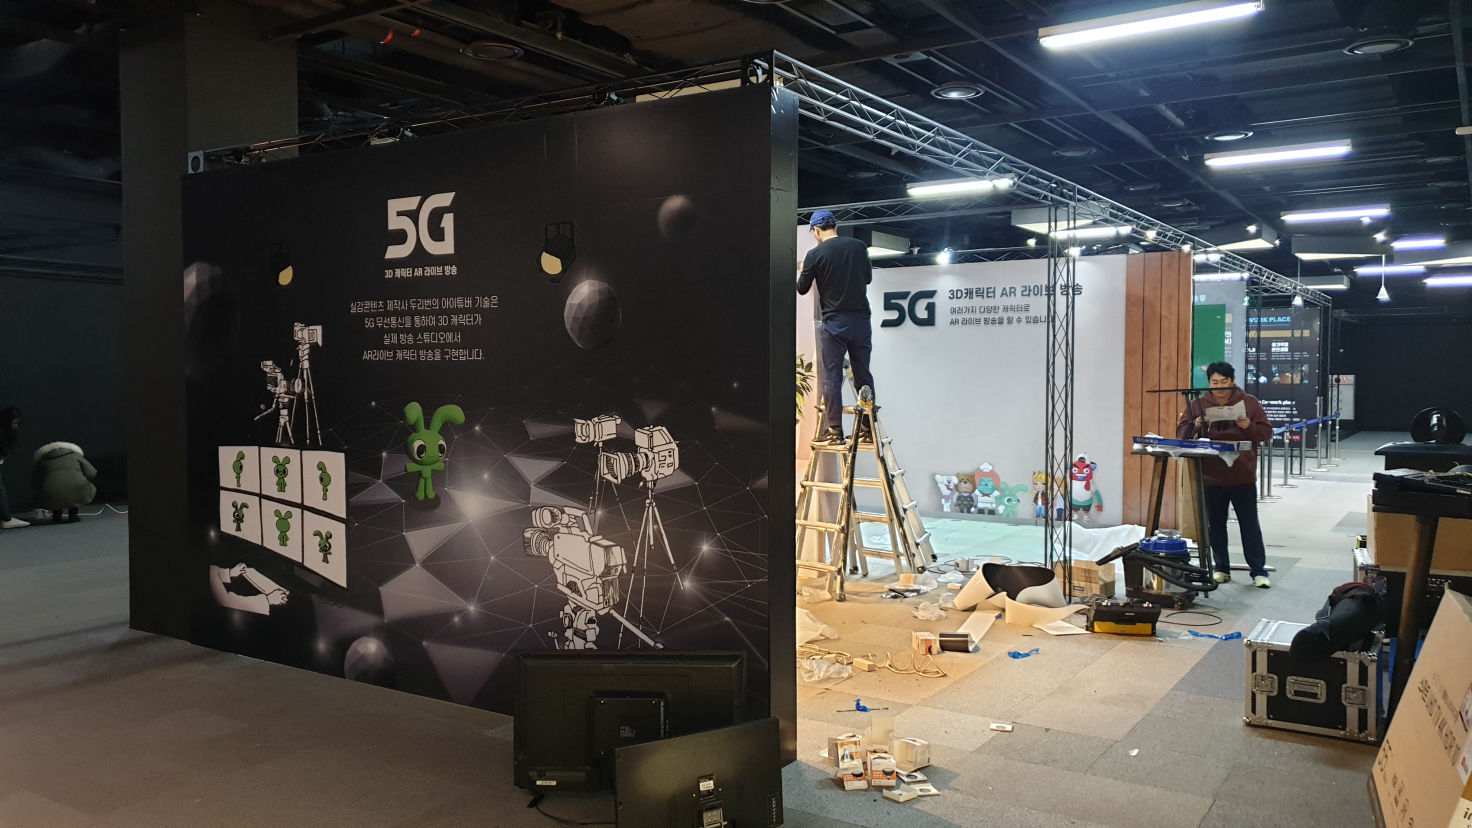 5G
3D 캐릭터 AR 라이브 방송
실감콘텐츠 제작사 두리번의 아이튜버 기술은
5G 무선통신을 통하여 3D 캐릭터가
실제 방송 스튜디오에서
AR라이브 캐릭터 방송을 구현합니다.
5G
3D캐릭터 AR 라이브 방송
여러가지 다양한 캐릭터로
AR 라이브 방송을 할 수 있습니
WORK PLACE